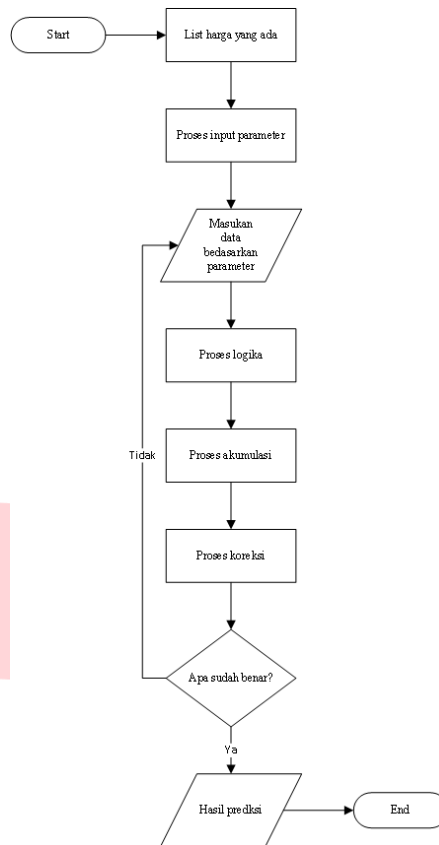 Start
List harga yang ada
Proses input parameter
Masukan
data
bedasarkan
parameter
Proses logika
Tidak
Proses akumulasi
Proses koreksi
Apa sudah benar?
Ya
Hasil predksi
End